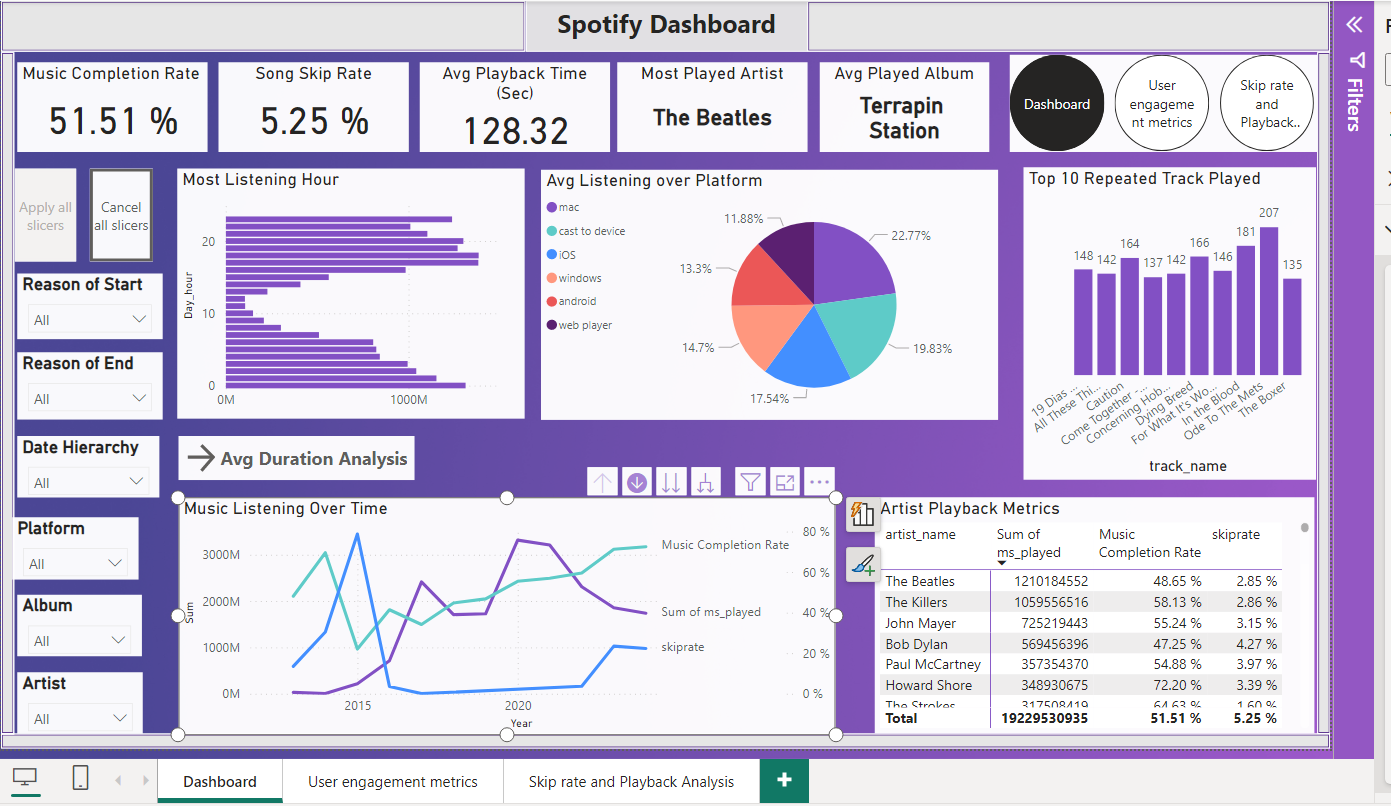 Spotify Dashboard
Music Completion Rate
51.51 %
Song Skip Rate
5.25 %
Avg Playback Time
(Sec)
128.32
Most Played Artist
The Beatles
Avg Played Album
Terrapin
Station
Dashboard
User
engageme
nt metrics
Skip rate
and
Playback..
Filters
Apply all
slicers
Cancel
all slicers
Reason of Start
All
Reason of End
All
Date Hierarchy
All
Platform
All
Album
All
Artist
All
Most Listening Hour
Day_hour
20
10
0
0M
1000M
Avg Listening over Platform
mac
cast to device
iOS
windows
android
web player
11.88%
22.77%
13.3%
14.7%
19.83%
17.54%
Top 10 Repeated Track Played
148
142
164
137
142
166
146
181
207
135
19 Dias ...
All These Thi...
Caution
Come Together -...
Concerning Hob...
Dying Breed
For What It's Wo...
In the Blood
Ode To The Mets
The Boxer
track_name
Avg Duration Analysis
Music Listening Over Time
Sum
3000M
2000M
1000M
0M
2015
2020
Year
80 %
60 %
40 %
20 %
0 %
Music Completion Rate
Sum of ms_played
skiprate
Artist Playback Metrics
artist_name Sum of ms_played Music Completion Rate skiprate
The Beatles 1210184552 48.65 % 2.85 %
The Killers 1059556516 58.13 % 2.86 %
John Mayer 725219443 55.24 % 3.15 %
Bob Dylan 569456396 47.25 % 4.27 %
Paul McCartney 357354370 54.88 % 3.97 %
Howard Shore 348930675 72.20 % 3.39 %
The Strokes 317508419 64.63 % 1.60 %
Total 19229530935 51.51 % 5.25 %
Dashboard
User engagement metrics
Skip rate and Playback Analysis